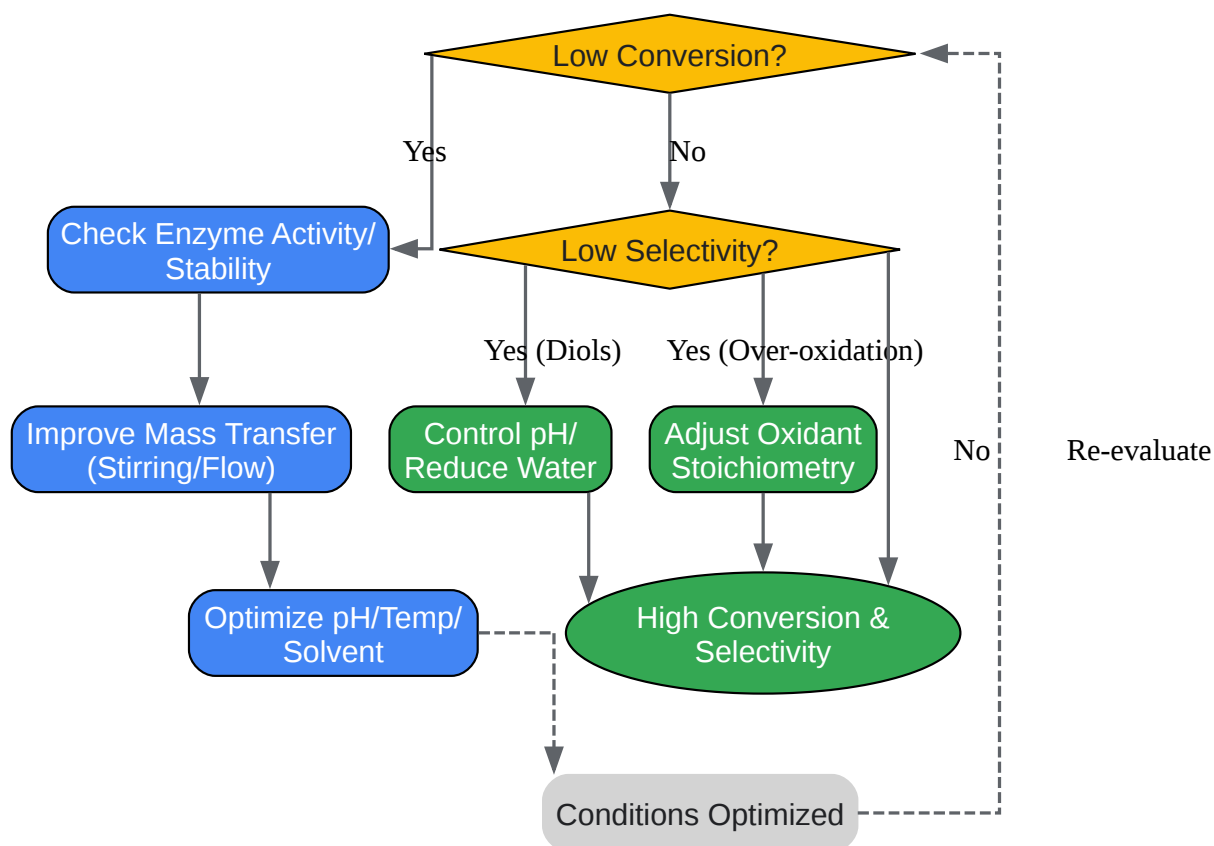 Low Conversion?
Yes
No
Check Enzyme Activity/
Stability
Low Selectivity?
Yes (Diols)
Yes (Over-oxidation)
Improve Mass Transfer
(Stirring/Flow)
Control pH/
Reduce Water
Adjust Oxidant
Stoichiometry
No
Re-evaluate
Optimize pH/Temp/
Solvent
High Conversion &
Selectivity
Conditions Optimized